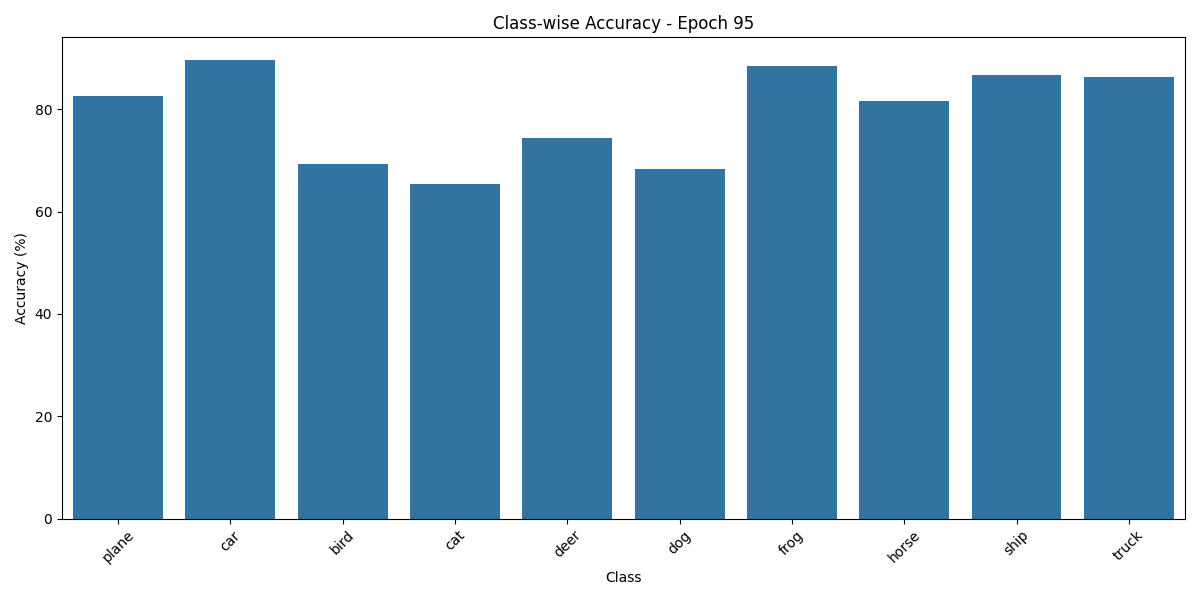 Class-wise Accuracy - Epoch 95
Accuracy (%)
80
60
40
20
0
plane
car
bird
cat
deer
dog
frog
horse
ship
truck
Class